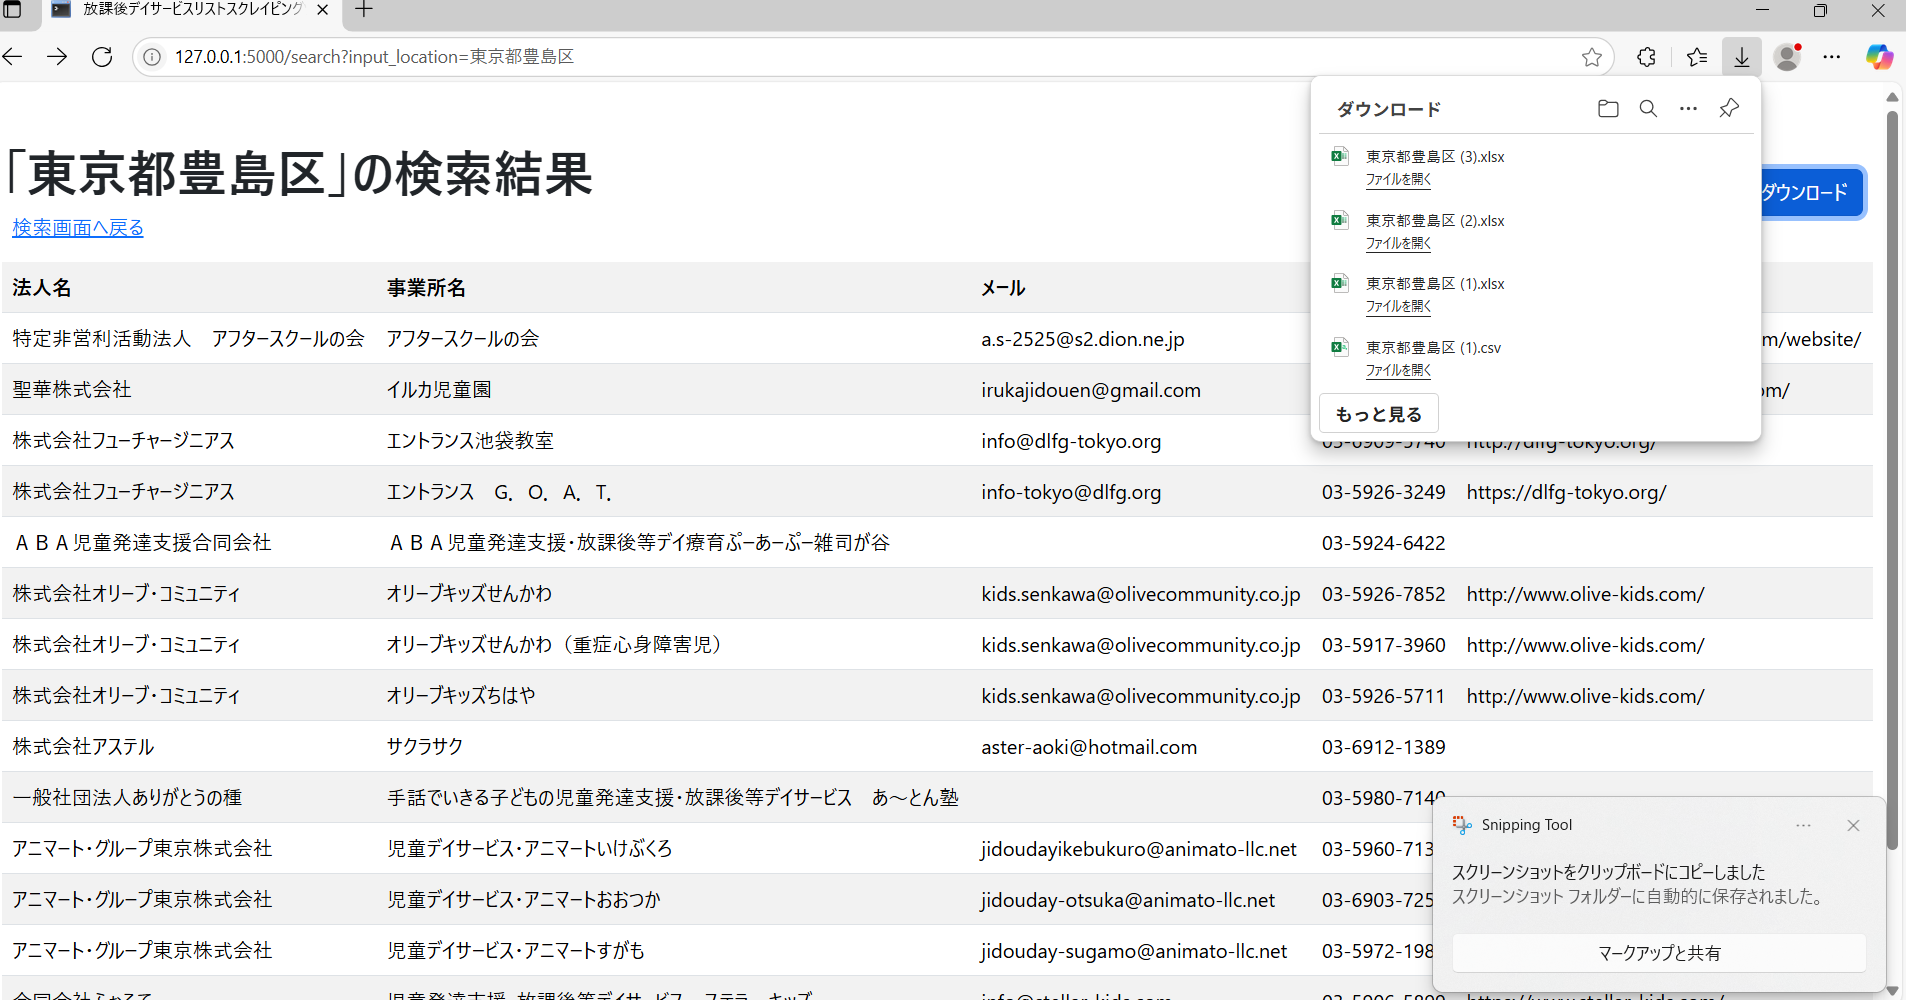 放課後デイサービスリストスクレイピング
127.0.0.1:5000/search?input_location=東京都豊島区
ダウンロード
東京都豊島区 (3).xlsx
ファイルを開く
東京都豊島区 (2).xlsx
ファイルを開く
東京都豊島区 (1).xlsx
ファイルを開く
東京都豊島区 (1).csv
ファイルを開く
もっと見る
「東京都豊島区」の検索結果
ダウンロード
検索画面へ戻る
法人名 事業所名 メール
特定非営利活動法人　アフタースクールの会 アフタースクールの会 a.s-2525@s2.dion.ne.jp m/website/
聖華株式会社 イルカ児童園 irukajidouen@gmail.com om/
株式会社フューチャージニアス エントランス池袋教室 info@dlfg-tokyo.org 03-6909-5740 http://dlfg-tokyo.org/
株式会社フューチャージニアス エントランス　Ｇ．Ｏ．Ａ．Ｔ． info-tokyo@dlfg.org 03-5926-3249 https://dlfg-tokyo.org/
ＡＢＡ児童発達支援合同会社 ＡＢＡ児童発達支援・放課後等デイ療育ぷーあーぷー雑司が谷 03-5924-6422
株式会社オリーブ・コミュニティ オリーブキッズせんかわ kids.senkawa@olivecommunity.co.jp 03-5926-7852 http://www.olive-kids.com/
株式会社オリーブ・コミュニティ オリーブキッズせんかわ（重症心身障害児） kids.senkawa@olivecommunity.co.jp 03-5917-3960 http://www.olive-kids.com/
株式会社オリーブ・コミュニティ オリーブキッズちはや kids.senkawa@olivecommunity.co.jp 03-5926-5711 http://www.olive-kids.com/
株式会社アステル サクラサク aster-aoki@hotmail.com 03-6912-1389
一般社団法人ありがとうの種 手話でいきる子どもの児童発達支援・放課後等デイサービス　あ～とん塾 03-5980-7140
アニマート・グループ東京株式会社 児童デイサービス・アニマートいけぶくろ jidoudayikebukuro@animato-llc.net 03-5960-713
アニマート・グループ東京株式会社 児童デイサービス・アニマートおおつか jidouday-otsuka@animato-llc.net 03-6903-725
アニマート・グループ東京株式会社 児童デイサービス・アニマートすがも jidouday-sugamo@animato-llc.net 03-5972-198
Snipping Tool
スクリーンショットをクリップボードにコピーしました
スクリーンショット フォルダーに自動的に保存されました。
マークアップと共有